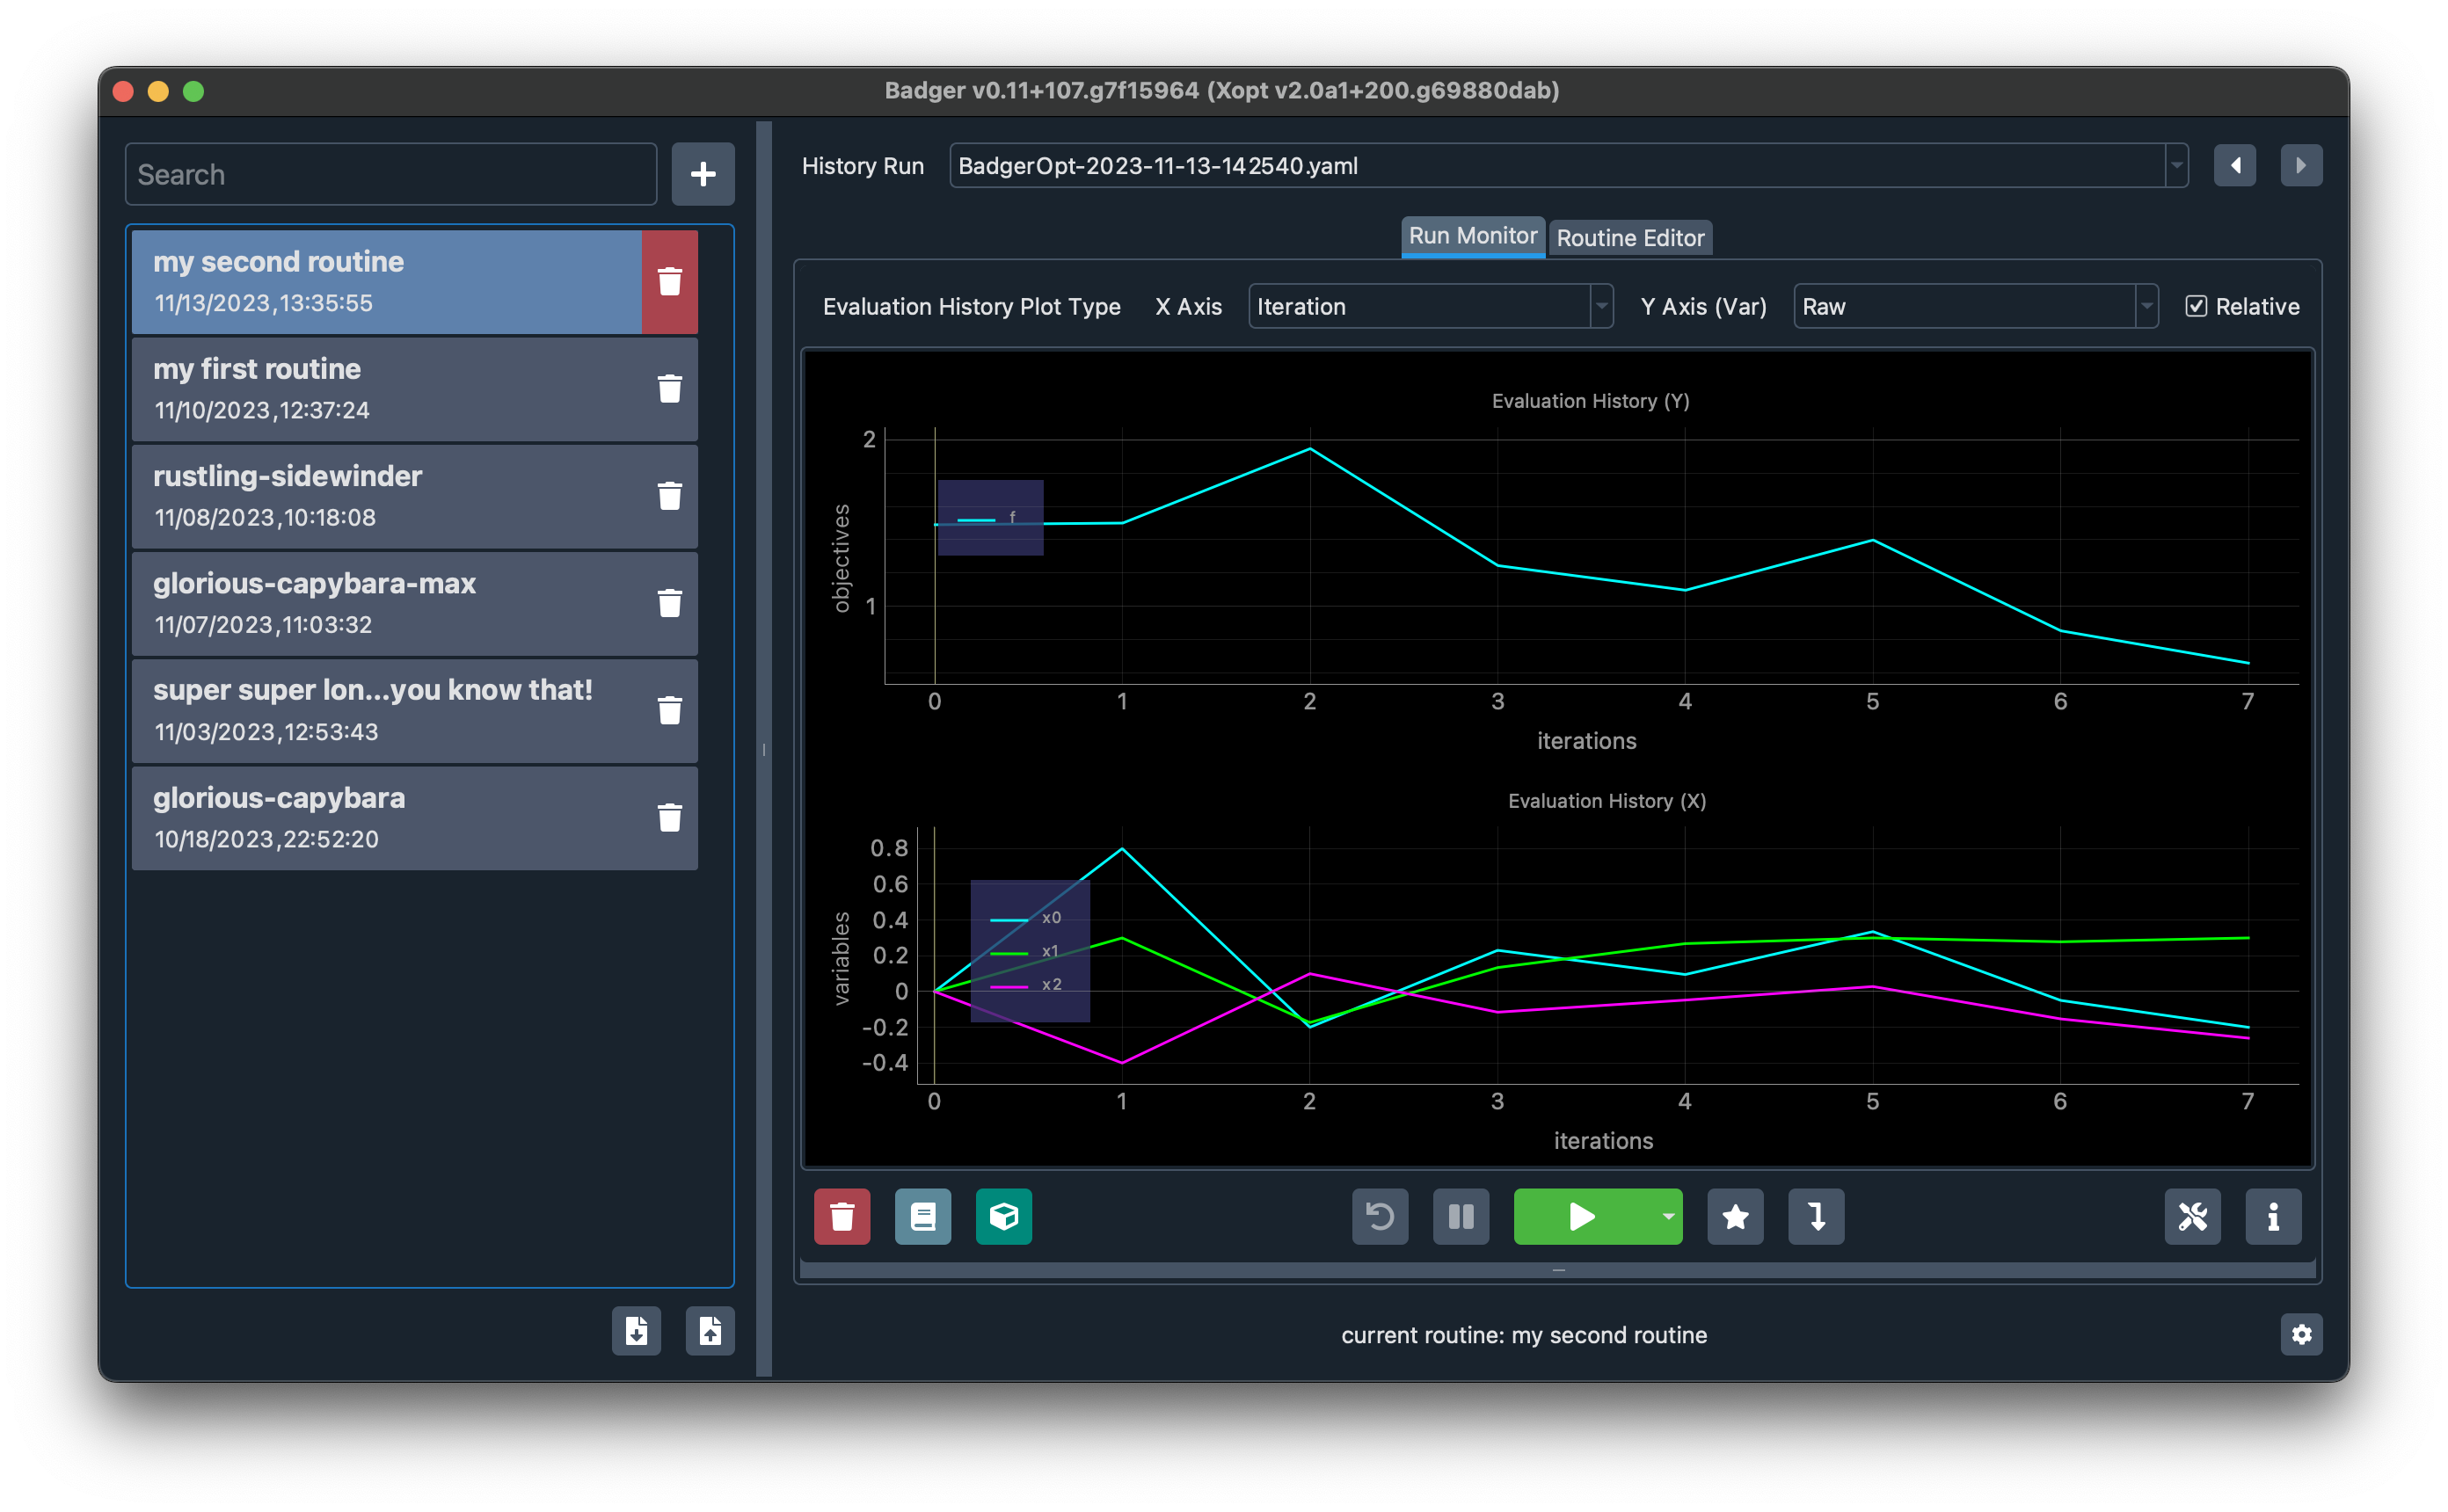 Badger v0.11+107.g7f15964 (Xopt v2.0a1+200.g69880dab)
Search
my second routine
11/13/2023,13:35:55
my first routine
11/10/2023,12:37:24
rustling-sidewinder
11/08/2023,10:18:08
glorious-capybara-max
11/07/2023,11:03:32
super super lon...you know that!
11/03/2023,12:53:43
glorious-capybara
10/18/2023,22:52:20
History Run BadgerOpt-2023-11-13-142540.yaml
Run Monitor Routine Editor
Evaluation History Plot Type X Axis Iteration Y Axis (Var) Raw Relative
Evaluation History (Y)
objectives
2
1
f
0 1 2 3 4 5 6 7
iterations
Evaluation History (X)
variables
0.8
0.6
0.4
0.2
0
-0.2
-0.4
x0
x1
x2
0 1 2 3 4 5 6 7
iterations
current routine: my second routine